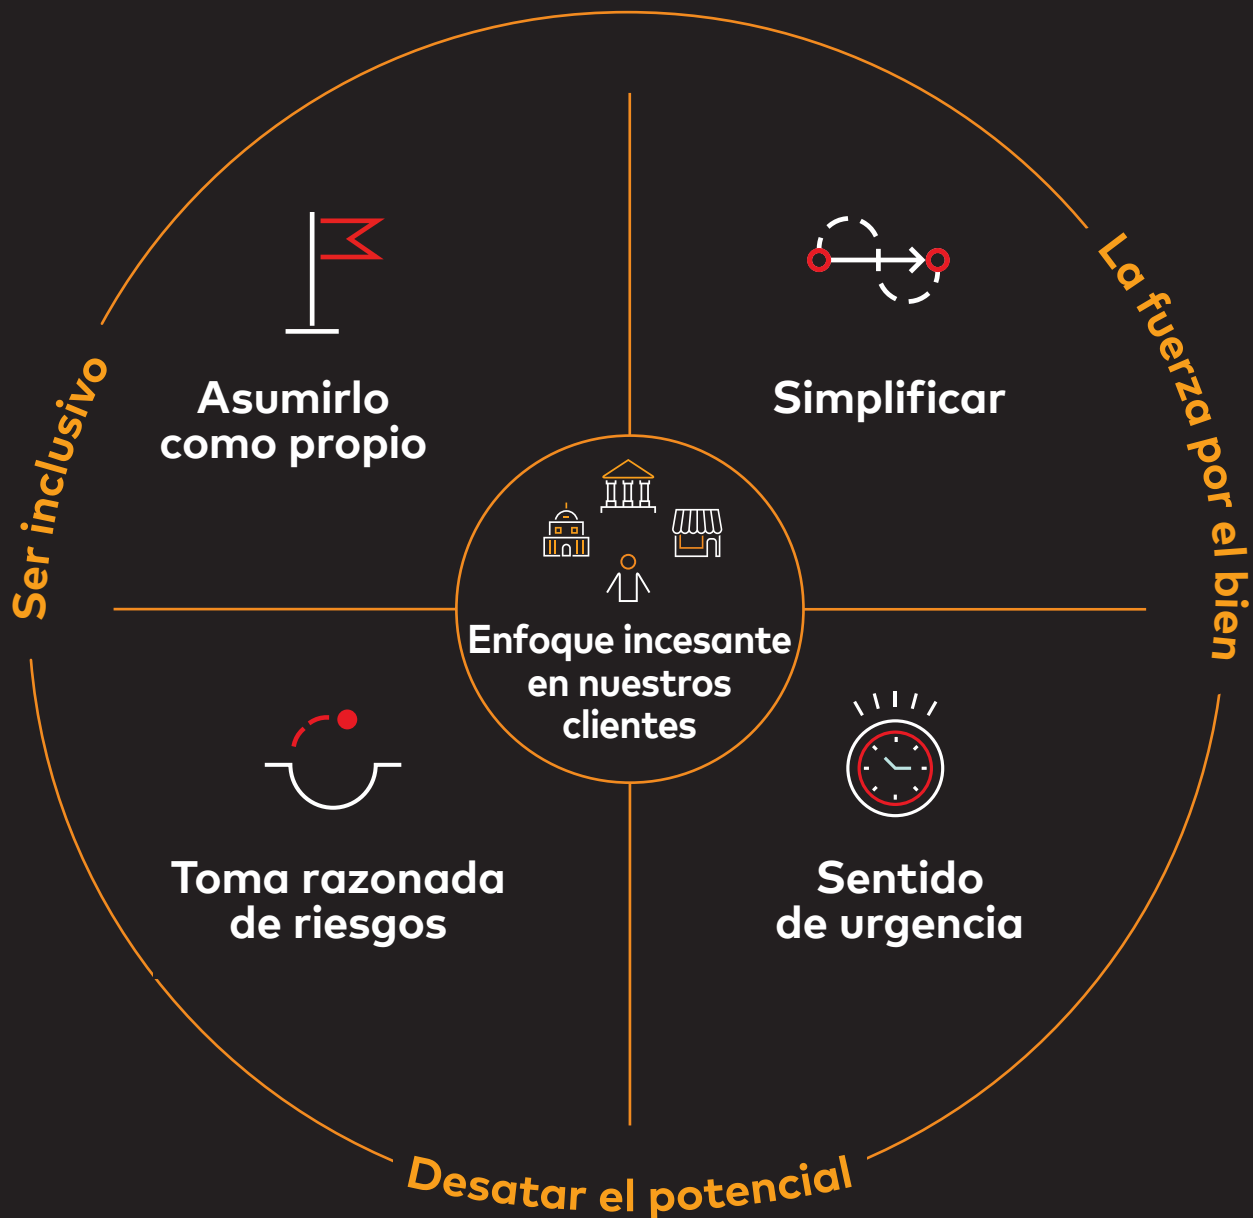 Asumirlo
como propio
Simplificar
Ser inclusivo
La fuerza por el bien
Enfoque incesante
en nuestros
clientes
Toma razonada
de riesgos
Sentido
de urgencia
Desatar el potencial